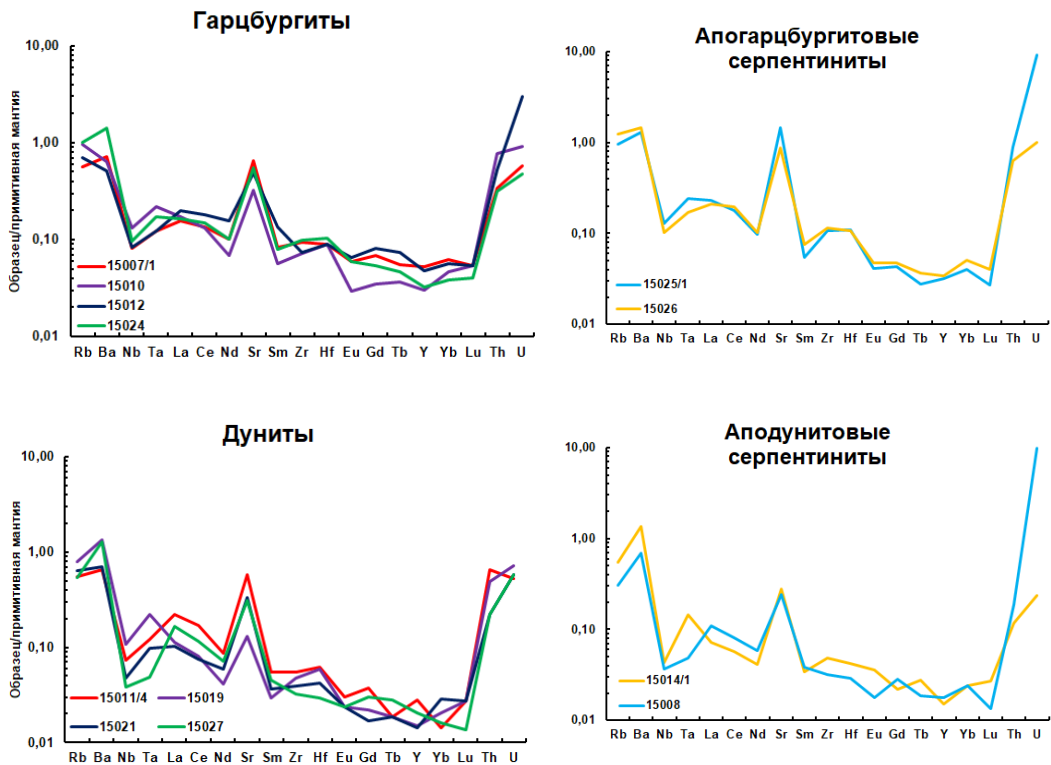 Гарцбургиты
Образец/примитивная мантия
10,00
1,00
0,10
0,01
15007/1
15010
15012
15024
Rb Ba Nb Ta La Ce Nd Sr Sm Zr Hf Eu Gd Tb Y Yb Lu Th U
Апогарцбургитовые
серпентиниты
10,00
1,00
0,10
0,01
15025/1
15026
Rb Ba Nb Ta La Ce Nd Sr Sm Zr Hf Eu Gd Tb Y Yb Lu Th U
Дуниты
Образец/примитивная мантия
10,00
1,00
0,10
0,01
15011/4 15019
15021 15027
Rb Ba Nb Ta La Ce Nd Sr Sm Zr Hf Eu Gd Tb Y Yb Lu Th U
Аподунитовые
серпентиниты
10,00
1,00
0,10
0,01
15014/1
15008
Rb Ba Nb Ta La Ce Nd Sr Sm Zr Hf Eu Gd Tb Y Yb Lu Th U